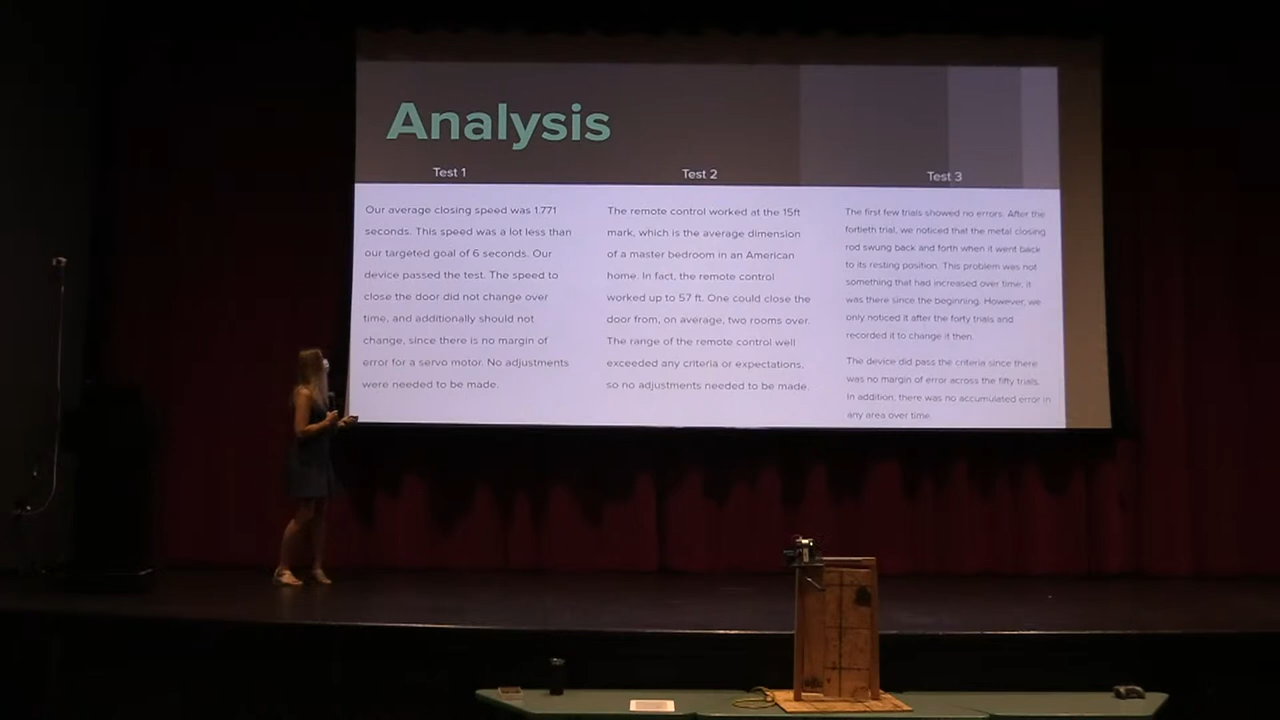 Analysis
Test 1
Our average closing speed was 1.771
seconds. This speed was a lot less than
our targeted goal of 6 seconds. Our
device passed the test. The speed to
close the door did not change over
time, and additionally should not
change, since there is no margin of
error for a servo motor. No adjustments
were needed to be made.
Test 2
The remote control worked at the 15ft
mark, which is the average dimension
of a master bedroom in an American
home. In fact, the remote control
worked up to 57 ft. One could close the
door from, on average, two rooms over.
The range of the remote control well
exceeded any criteria or expectations,
so no adjustments needed to be made.
Test 3
The first few trials showed no errors. After the
fortieth trial, we noticed that the metal closing
rod swung back and forth when it went back
to its resting position. This problem was not
something that had increased over time; it
was there since the beginning. However, we
only noticed it after the forty trials and
recorded it to change it then.
The device did pass the criteria since there
was no margin of error across the fifty trials.
In addition, there was no accumulated error in
any area over time.